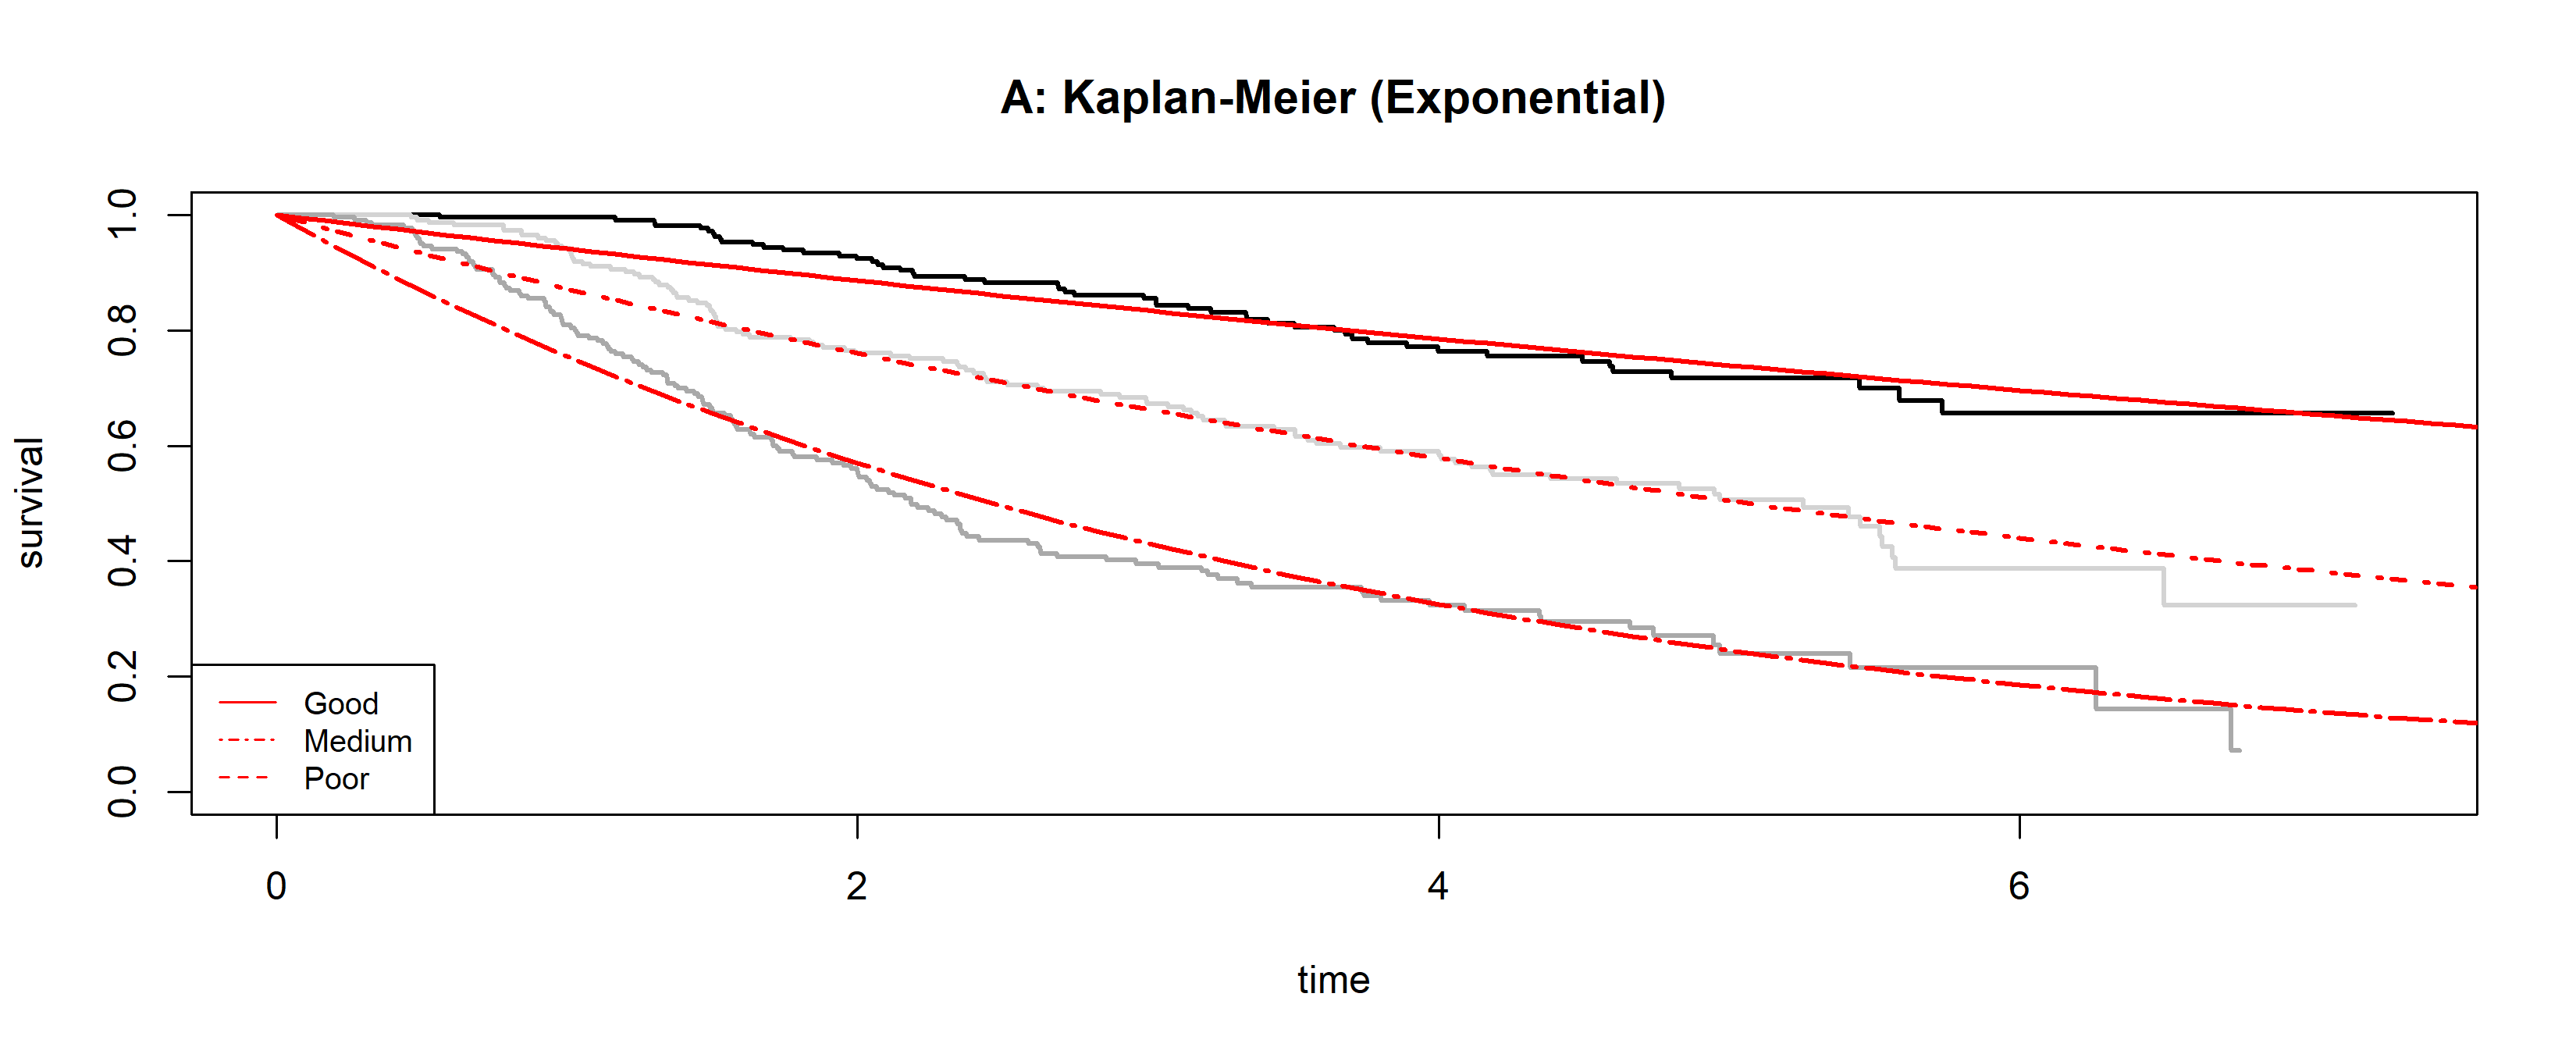 A: Kaplan-Meier (Exponential)
survival
1.0
0.8
0.6
0.4
0.2
0.0
Good
Medium
Poor
0 2 4 6
time